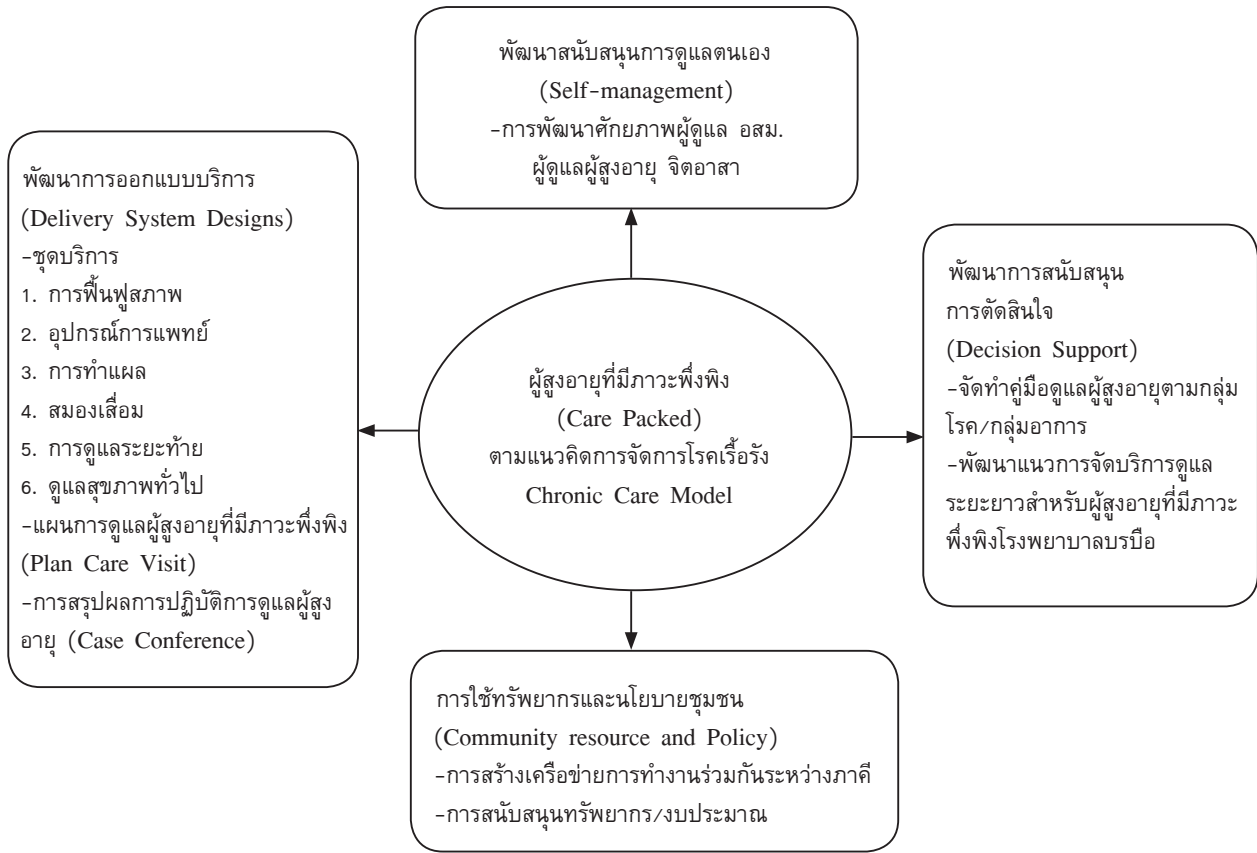 พัฒนาสนับสนุนการดูแลตนเอง
(Self-management)
-การพัฒนาศักยภาพผู้ดูแล อสม.
ผู้ดูแลผู้สูงอายุ จิตอาสา
พัฒนาการออกแบบบริการ
(Delivery System Designs)
-ชุดบริการ
1. การฟื้นฟูสภาพ
2. อุปกรณ์การแพทย์
3. การทำแผล
4. สมองเสื่อม
5. การดูแลระยะท้าย
6. ดูแลสุขภาพทั่วไป
-แผนการดูแลผู้สูงอายุที่มีภาวะพึ่งพิง
(Plan Care Visit)
-การสรุปผลการปฏิบัติการดูแลผู้สูง
อายุ (Case Conference)
ผู้สูงอายุที่มีภาวะพึ่งพิง
(Care Packed)
ตามแนวคิดการจัดการโรคเรื้อรัง
Chronic Care Model
พัฒนาการสนับสนุน
การตัดสินใจ
(Decision Support)
-จัดทำคู่มือดูแลผู้สูงอายุตามกลุ่ม
โรค/กลุ่มอาการ
-พัฒนาแนวการจัดบริการดูแล
ระยะยาวสำหรับผู้สูงอายุที่มีภาวะ
พึ่งพิงโรงพยาบาลบรบือ
การใช้ทรัพยากรและนโยบายชุมชน
(Community resource and Policy)
-การสร้างเครือข่ายการทำงานร่วมกันระหว่างภาคี
-การสนับสนุนทรัพยากร/งบประมาณ